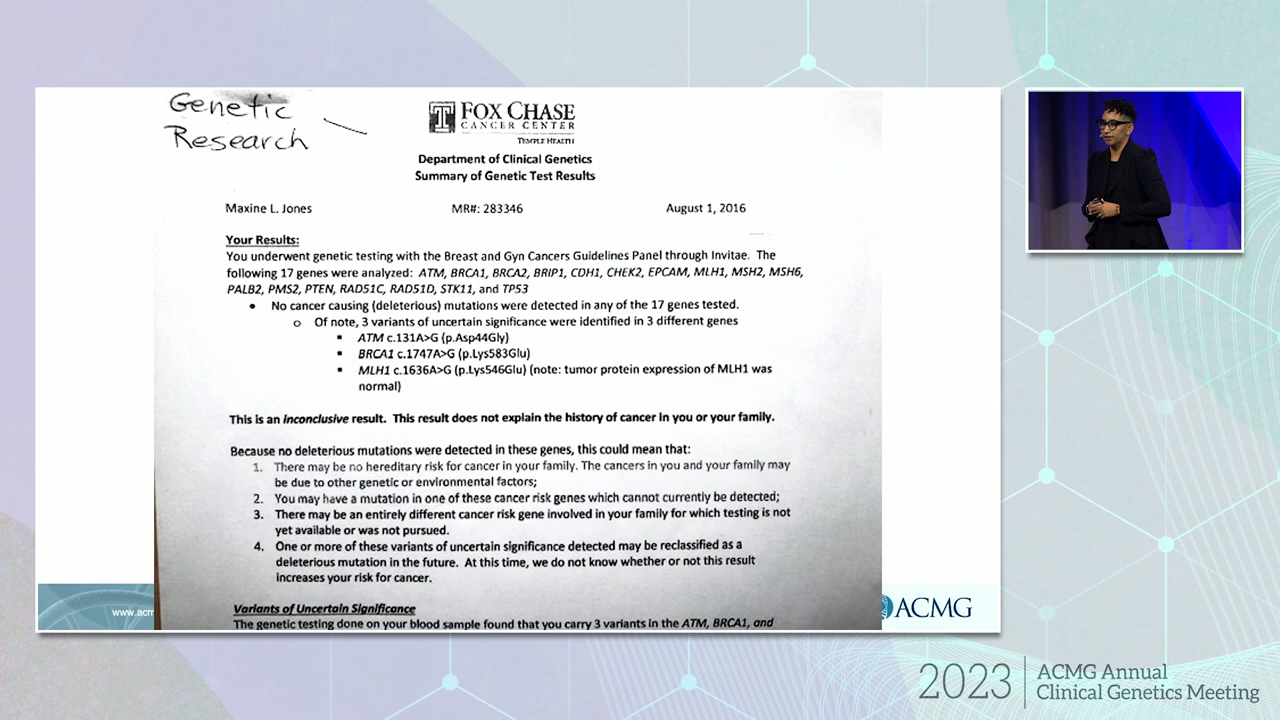 Genetic
Research
FOX CHASE
CANCER CENTER
TEMPLE HEALTH
Department of Clinical Genetics
Summary of Genetic Test Results
Maxine L. Jones MR#: 283346 August 1, 2016
Your Results:
You underwent genetic testing with the Breast and Gyn Cancers Guidelines Panel through Invitae. The
following 17 genes were analyzed: ATM, BRCA1, BRCA2, BRIP1, CDH1, CHEK2, EPCAM, MLH1, MSH2, MSH6,
PALB2, PMS2, PTEN, RAD51C, RAD51D, STK11, and TP53
• No cancer causing (deleterious) mutations were detected in any of the 17 genes tested.
o Of note, 3 variants of uncertain significance were identified in 3 different genes
▪ ATM c.131A>G (p.Asp44Gly)
▪ BRCA1 c.1747A>G (p.Lys583Glu)
▪ MLH1 c.1636A>G (p.Lys546Glu) (note: tumor protein expression of MLH1 was
normal)
This is an inconclusive result. This result does not explain the history of cancer in you or your family.
Because no deleterious mutations were detected in these genes, this could mean that:
1. There may be no hereditary risk for cancer in your family. The cancers in you and your family may
be due to other genetic or environmental factors;
2. You may have a mutation in one of these cancer risk genes which cannot currently be detected;
3. There may be an entirely different cancer risk gene involved in your family for which testing is not
yet available or was not pursued.
4. One or more of these variants of uncertain significance detected may be reclassified as a
deleterious mutation in the future. At this time, we do not know whether or not this result
increases your risk for cancer.
Variants of Uncertain Significance
The genetic testing done on your blood sample found that you carry 3 variants in the ATM, BRCA1, and
www.acm
ACMG
2023 ACMG Annual
Clinical Genetics Meeting